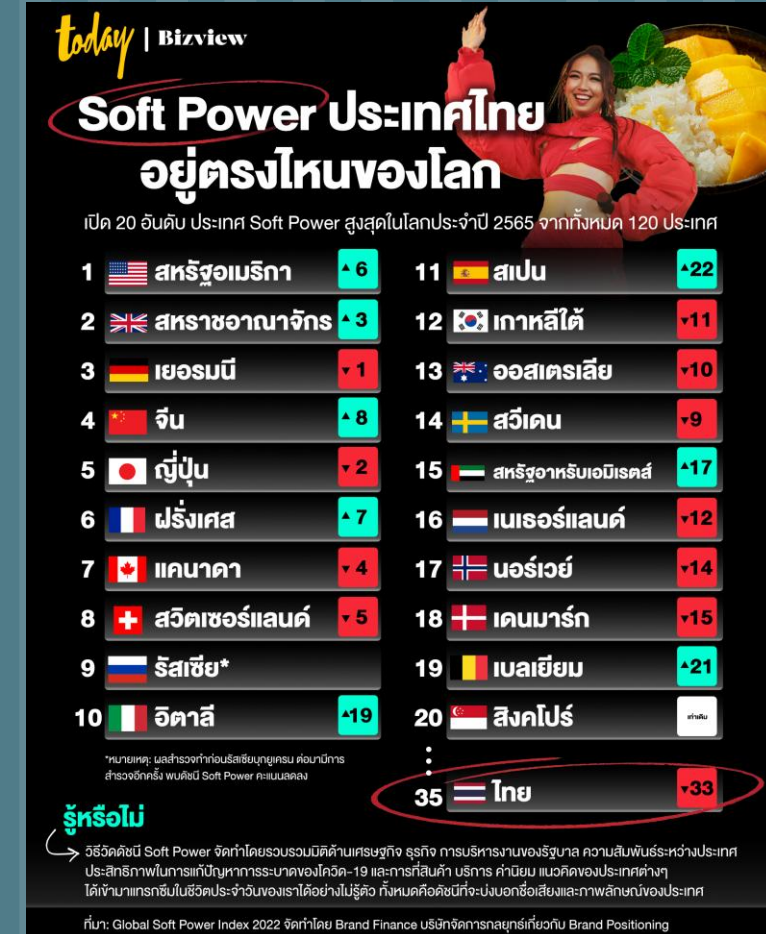 today | Bizview
Soft Power ประเทศไทย
อยู่ตรงไหนของโลก
เปิด 20 อันดับ ประเทศ Soft Power สูงสุดในโลกประจำปี 2565 จากทั้งหมด 120 ประเทศ
1 สหรัฐอเมริกา ▲ 6
2 สหราชอาณาจักร ▲ 3
3 เยอรมนี ▼ 1
4 จีน ▲ 8
5 ญี่ปุ่น ▼ 2
6 ฝรั่งเศส ▲ 7
7 แคนาดา ▼ 4
8 สวิตเซอร์แลนด์ ▼ 5
9 รัสเซีย*
10 อิตาลี ▲19
*หมายเหตุ: ผลสำรวจทำก่อนรัสเซียบุกยูเครน ต่อมามีการ
สำรวจอีกครั้ง พบดัชนี Soft Power คะแนนลดลง
11 สเปน ▲22
12 เกาหลีใต้ ▼11
13 ออสเตรเลีย ▼10
14 สวีเดน ▼9
15 สหรัฐอาหรับเอมิเรตส์ ▲17
16 เนเธอร์แลนด์ ▼12
17 นอร์เวย์ ▼14
18 เดนมาร์ก ▼15
19 เบลเยียม ▲21
20 สิงคโปร์ เท่าเดิม
35 ไทย ▼33
รู้หรือไม่
วิธีวัดดัชนี Soft Power จัดทำโดยรวบรวมมิติด้านเศรษฐกิจ ธุรกิจ การบริหารงานของรัฐบาล ความสัมพันธ์ระหว่างประเทศ
ประสิทธิภาพในการแก้ปัญหาการระบาดของโควิด-19 และการที่สินค้า บริการ ค่านิยม แนวคิดของประเทศต่างๆ
ได้เข้ามาแทรกซึมในชีวิตประจำวันของเราได้อย่างไม่รู้ตัว ทั้งหมดคือดัชนีที่จะบ่งบอกชื่อเสียงและภาพลักษณ์ของประเทศ
ที่มา: Global Soft Power Index 2022 จัดทำโดย Brand Finance บริษัทจัดการกลยุทธ์เกี่ยวกับ Brand Positioning